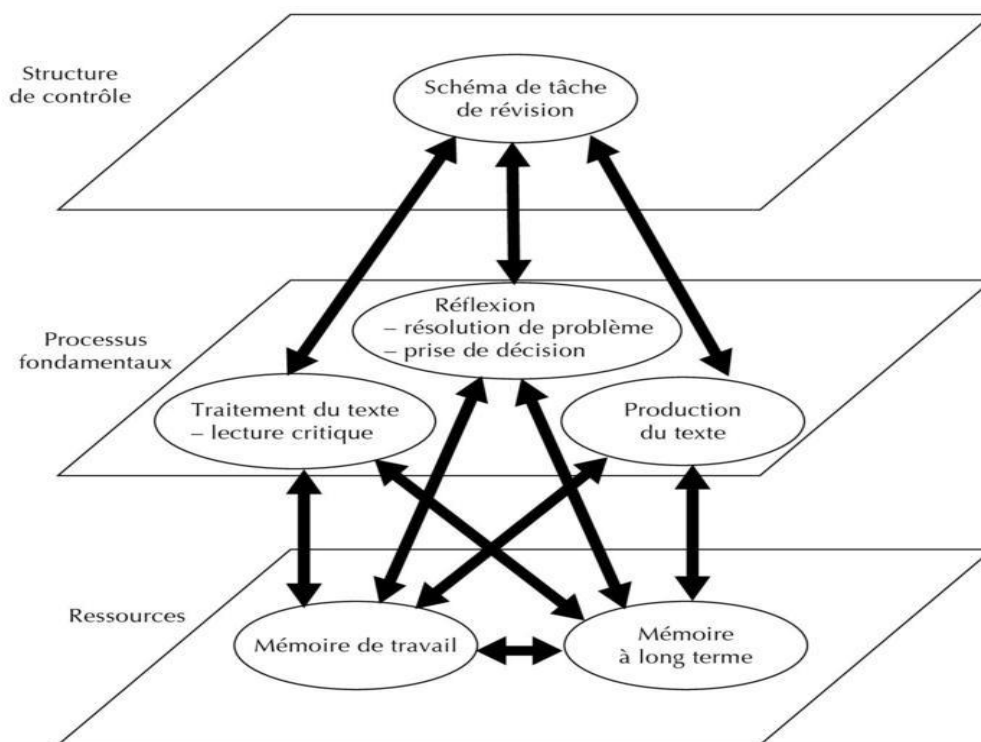 Structure
de contrôle
Schéma de tâche
de révision
Processus
fondamentaux
Réflexion
– résolution de problème
– prise de décision
Traitement du texte
– lecture critique
Production
du texte
Ressources
Mémoire de travail
Mémoire
à long terme